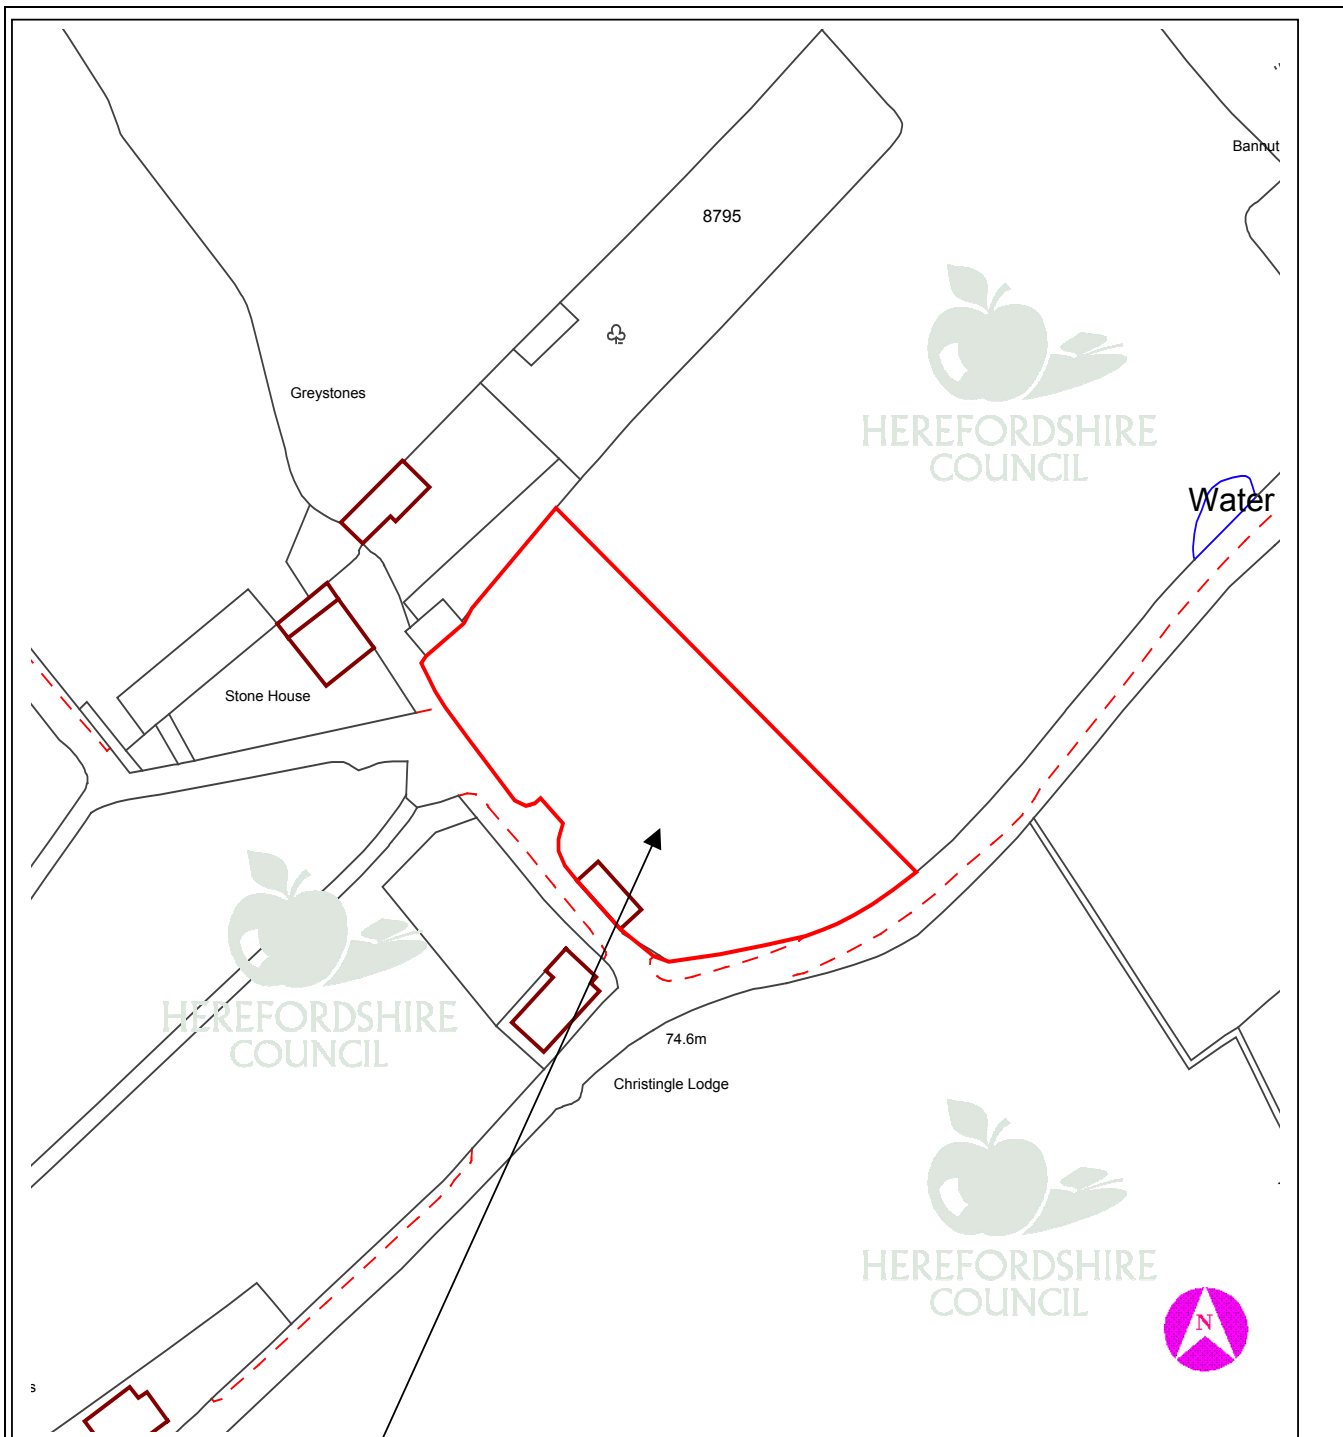 Bannut
8795
Greystones
HEREFORDSHIRE
COUNCIL
Water
Stone House
HEREFORDSHIRE
COUNCIL
74.6m
Christingle Lodge
HEREFORDSHIRE
COUNCIL
N
s